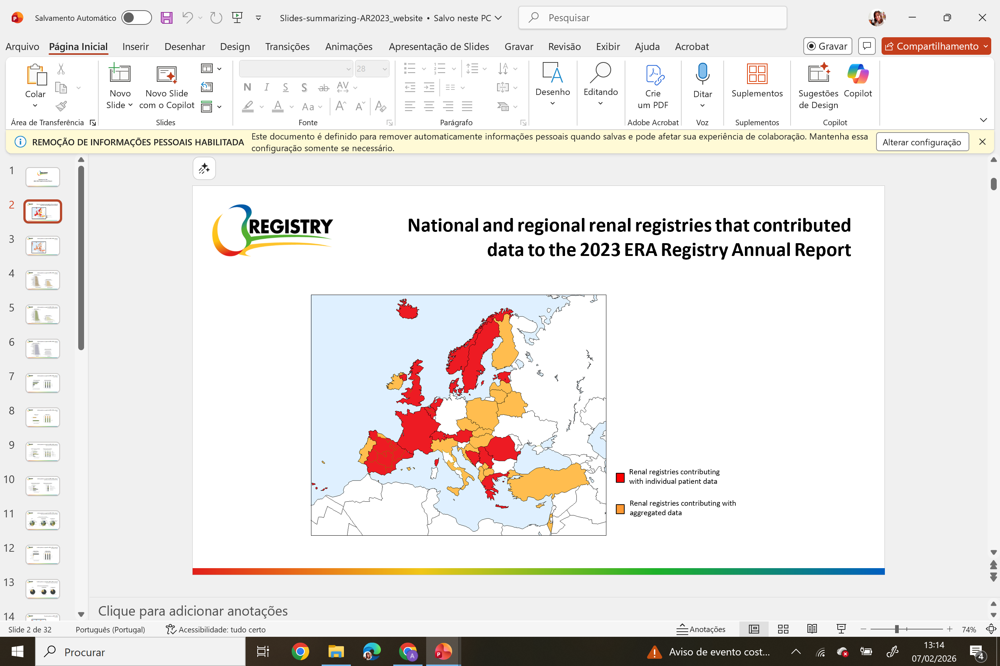 Salvamento Automático
Slides-summarizing-AR2023_website • Salvo neste PC
Pesquisar
Arquivo Página Inicial Inserir Desenhar Design Transições Animações Apresentação de Slides Gravar Revisão Exibir Ajuda Acrobat
Gravar
Compartilhamento
Colar
Novo
Slide
Novo Slide
com o Copilot
28
N I S S ab AV
A Aa A A A
Desenho
Editando
Crie
um PDF
Ditar
Suplementos
Sugestões
de Design
Copilot
Área de Transferência Slides Fonte Parágrafo Adobe Acrobat Voz Suplementos Copilot
REMOÇÃO DE INFORMAÇÕES PESSOAIS HABILITADA
Este documento é definido para remover automaticamente informações pessoais quando salvas e pode afetar sua experiência de colaboração. Mantenha essa
configuração somente se necessário.
Alterar configuração
1
2
3
4
5
6
7
8
9
10
11
12
13
14
REGISTRY
National and regional renal registries that contributed
data to the 2023 ERA Registry Annual Report
Renal registries contributing
with individual patient data
Renal registries contributing with
aggregated data
Clique para adicionar anotações
Slide 2 de 32
Português (Portugal)
Acessibilidade: tudo certo
Anotações
74%
Procurar
Aviso de evento cost...
13:14
07/02/2026
4